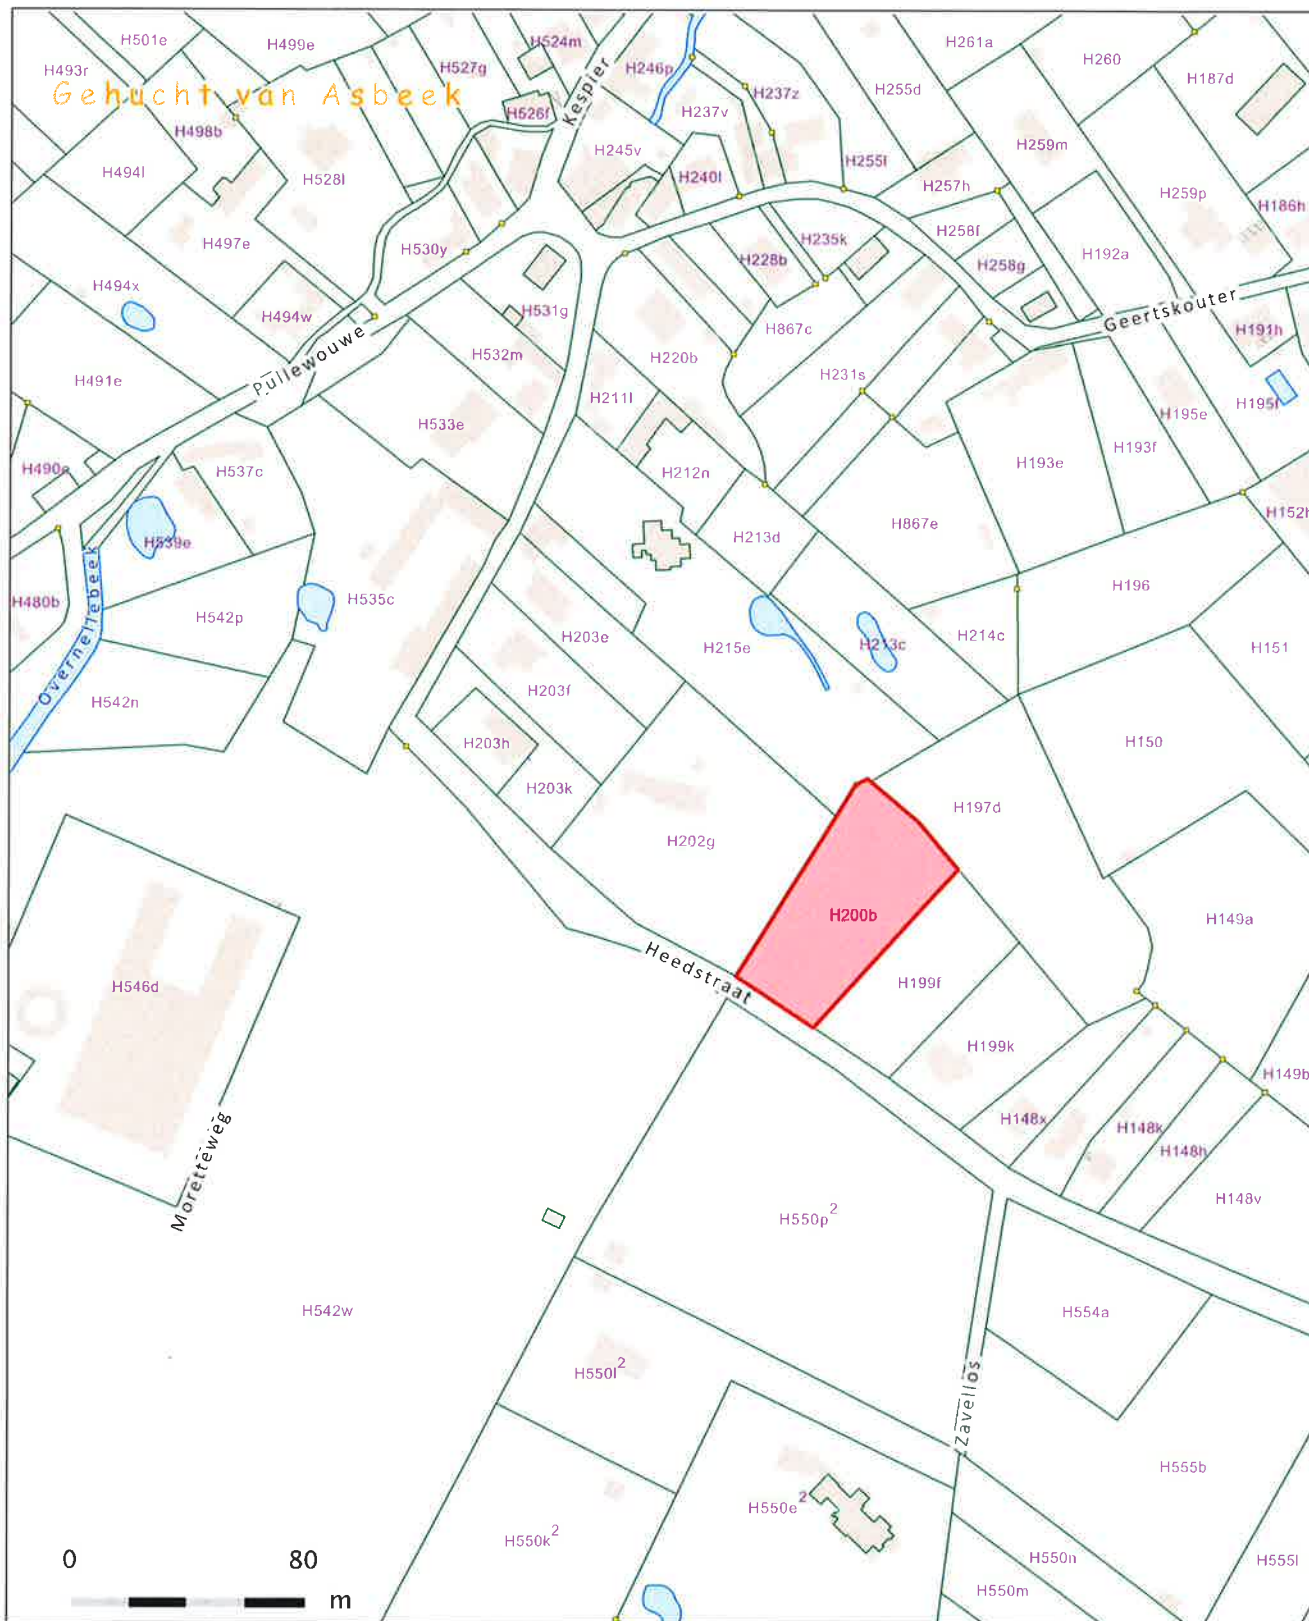 H501e
H499e
H524m
H261a
H260
H493r
H527g
H246p
H237z
H187d
Gehucht van Asbeek
Kespier
H255d
H526f
H237v
H498b
H245v
H259m
H494l
H528l
H240l
H255l
H257h
H259p
H186h
H497e
H530y
H235k
H258f
H192a
H228b
H258g
H494x
H494w
H531g
Geertskouter
H867c
H191h
Pullewouwe
H532m
H220b
H491e
H231s
H211l
H195f
H533e
H195e
H193f
H490e
H537c
H212n
H193e
H152h
H867e
H539e
H213d
H480b
H535c
H196
H542p
H203e
H214c
Overnellebeek
H215e
H213c
H151
H203f
H542n
H203h
H150
H203k
H197d
H202g
H200b
H149a
Heedstraat
H546d
H199f
H199k
H149b
H148x
H148k
H148h
Moretteweg
H148v
H550p2
H542w
H554a
H550l2
Zavellos
H555b
H550e2
H550k2
H550n
H555l
H550m
0 80
m